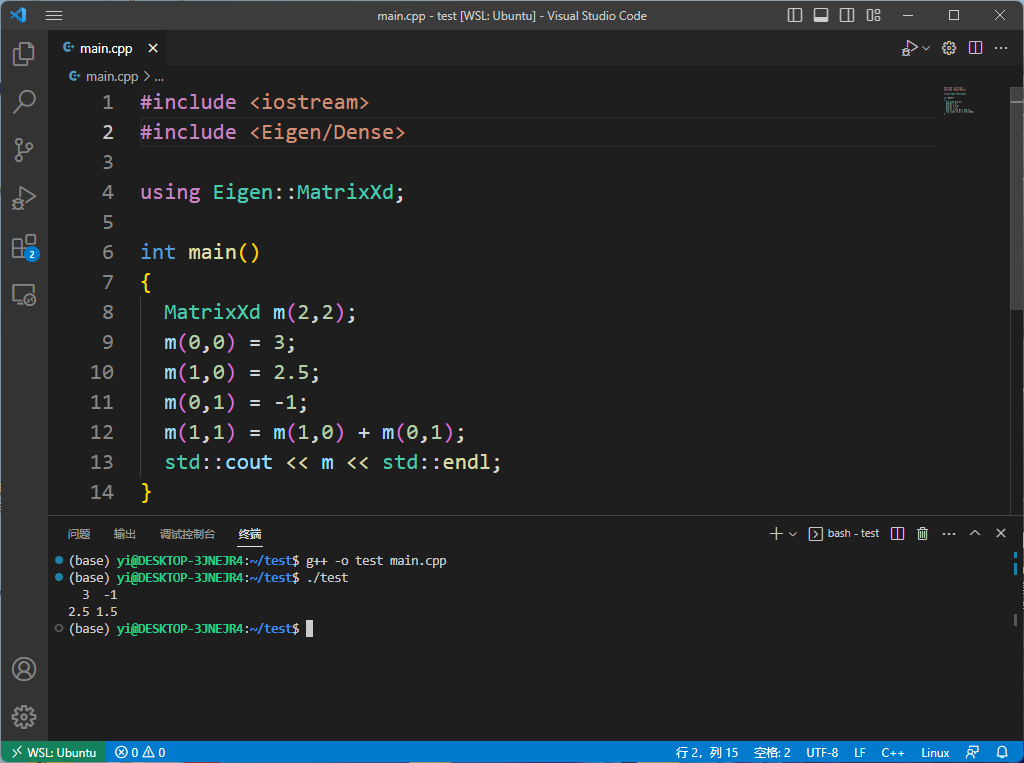 main.cpp - test [WSL: Ubuntu] - Visual Studio Code
main.cpp
main.cpp > ...
1 #include <iostream>
2 #include <Eigen/Dense>
3
4 using Eigen::MatrixXd;
5
6 int main()
7 {
8   MatrixXd m(2,2);
9   m(0,0) = 3;
10   m(1,0) = 2.5;
11   m(0,1) = -1;
12   m(1,1) = m(1,0) + m(0,1);
13   std::cout << m << std::endl;
14 }
2
问题 输出 调试控制台 终端 bash - test
(base) yi@DESKTOP-3JNEJR4:~/test$ g++ -o test main.cpp
(base) yi@DESKTOP-3JNEJR4:~/test$ ./test
  3  -1
2.5 1.5
(base) yi@DESKTOP-3JNEJR4:~/test$
WSL: Ubuntu 0 0 行 2，列 15 空格: 2 UTF-8 LF C++ Linux